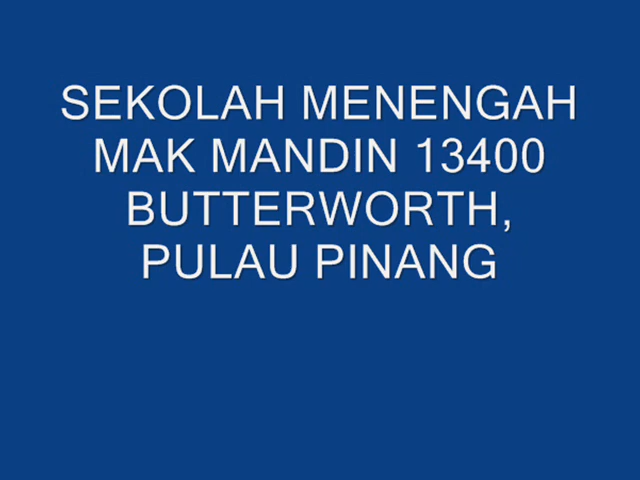 SEKOLAH MENENGAH
MAK MANDIN 13400
BUTTERWORTH,
PULAU PINANG